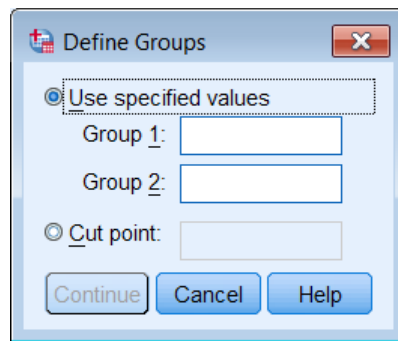 Define Groups
Use specified values
Group 1:
Group 2:
Cut point:
Continue Cancel Help